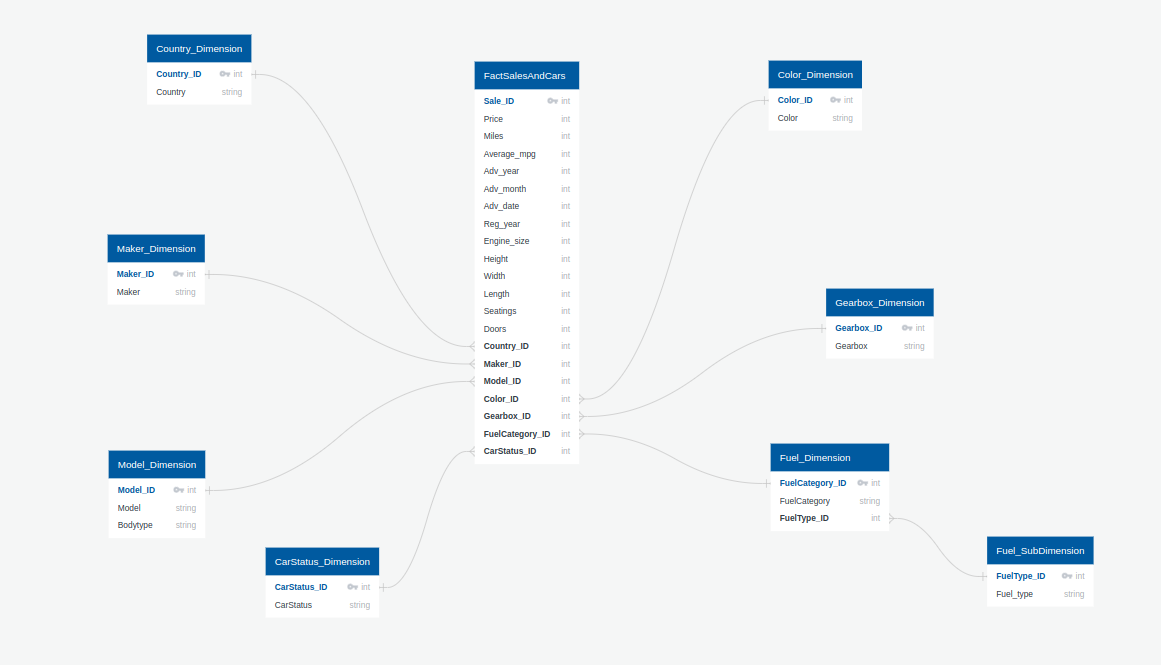 Country_Dimension
Country_ID int
Country string
FactSalesAndCars
Sale_ID int
Price int
Miles int
Average_mpg int
Adv_year int
Adv_month int
Adv_date int
Reg_year int
Engine_size int
Height int
Width int
Length int
Seatings int
Doors int
Country_ID int
Maker_ID int
Model_ID int
Color_ID int
Gearbox_ID int
FuelCategory_ID int
CarStatus_ID int
Color_Dimension
Color_ID int
Color string
Maker_Dimension
Maker_ID int
Maker string
Gearbox_Dimension
Gearbox_ID int
Gearbox string
Model_Dimension
Model_ID int
Model string
Bodytype string
Fuel_Dimension
FuelCategory_ID int
FuelCategory string
FuelType_ID int
CarStatus_Dimension
CarStatus_ID int
CarStatus string
Fuel_SubDimension
FuelType_ID int
Fuel_type string